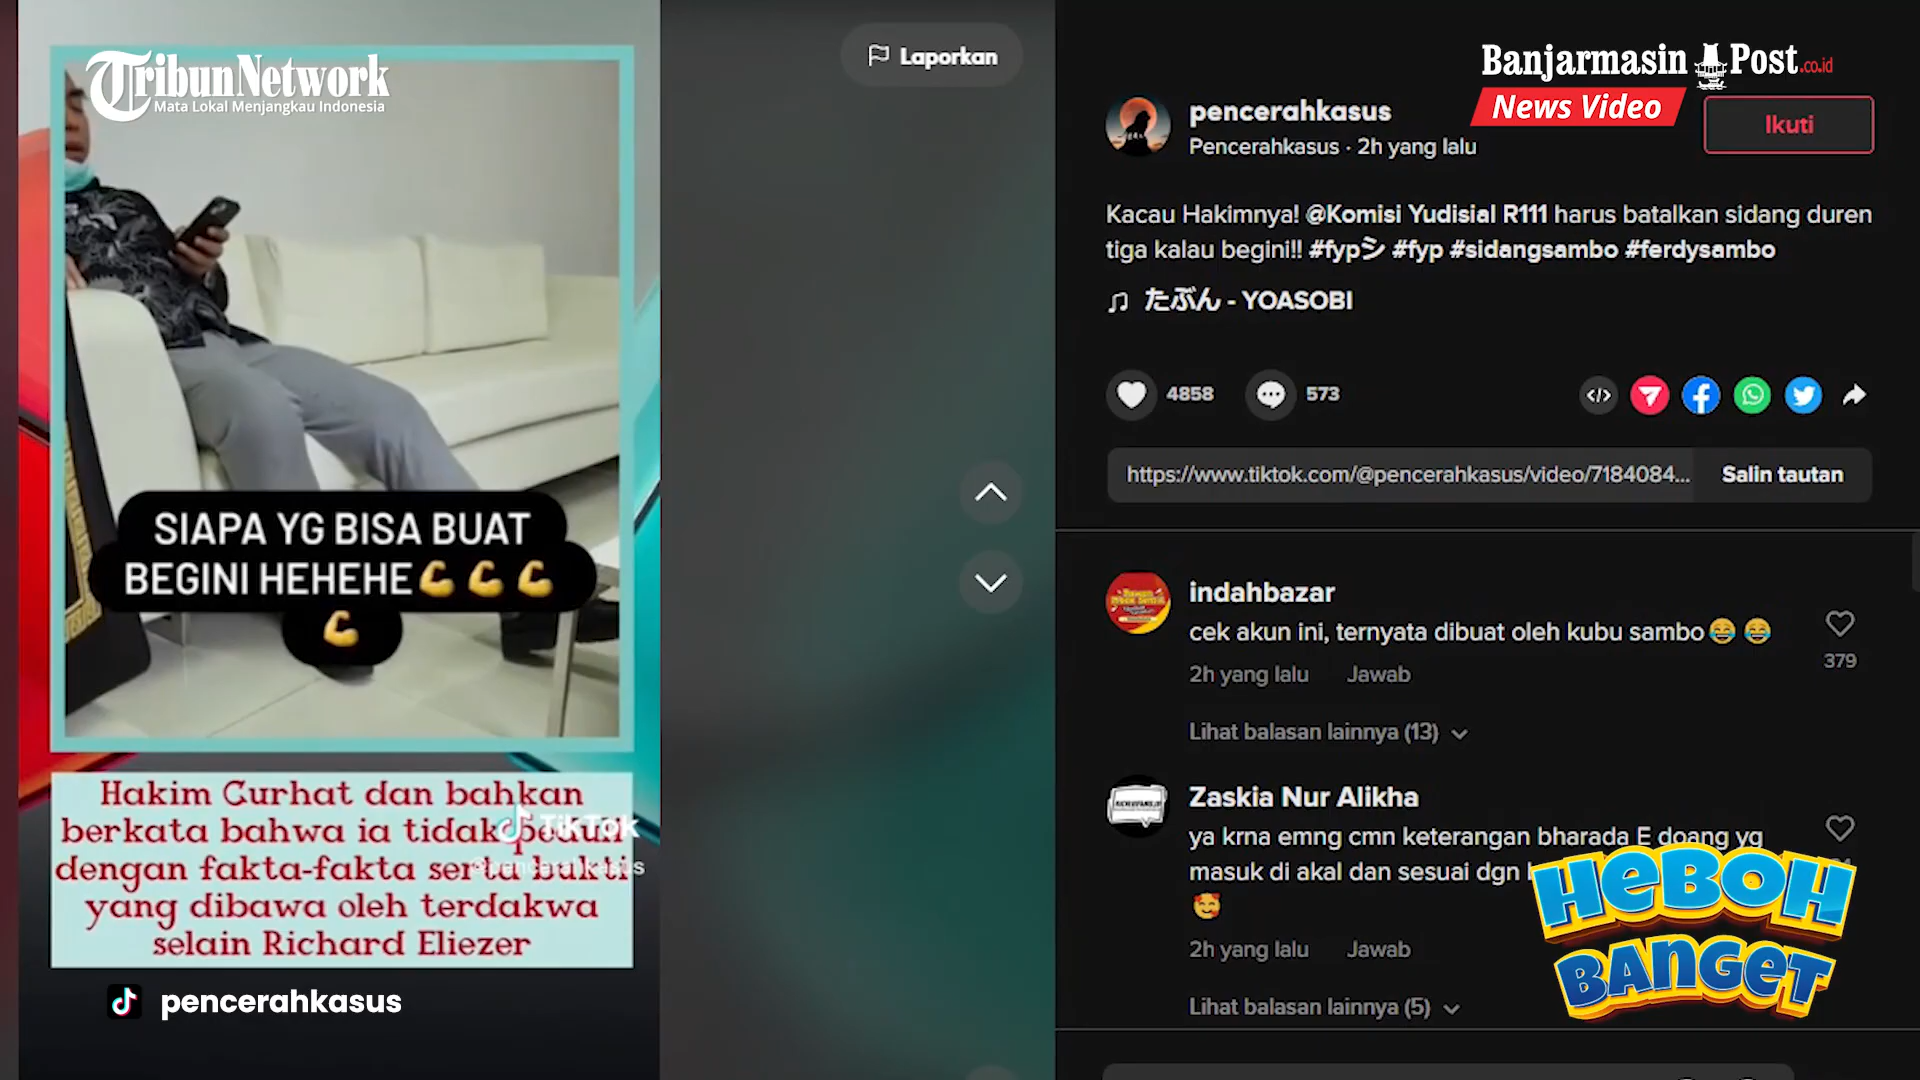 TribunNetwork
Mata Lokal Menjangkau Indonesia
SIAPA YG BISA BUAT
BEGINI HEHEHE💪💪💪
💪
Hakim Curhat dan bahkan
berkata bahwa ia tidak peduli
dengan fakta-fakta serta bukti
yang dibawa oleh terdakwa
selain Richard Eliezer
TikTok
@pencerahkasus
pencerahkasus
Laporkan
Banjarmasin Post.co.id
News Video
pencerahkasus
Pencerahkasus · 2h yang lalu
Ikuti
Kacau Hakimnya! @Komisi Yudisial R111 harus batalkan sidang duren
tiga kalau begini!! #fypシ #fyp #sidangsambo #ferdysambo
♫ たぶん - YOASOBI
4858
573
https://www.tiktok.com/@pencerahkasus/video/7184084...
Salin tautan
indahbazar
cek akun ini, ternyata dibuat oleh kubu sambo😂😂
379
2h yang lalu Jawab
Lihat balasan lainnya (13)
Zaskia Nur Alikha
ya krna emng cmn keterangan bharada E doang yg
masuk di akal dan sesuai dgn
🥰
2h yang lalu Jawab
Lihat balasan lainnya (5)
HEBOH
BANGET